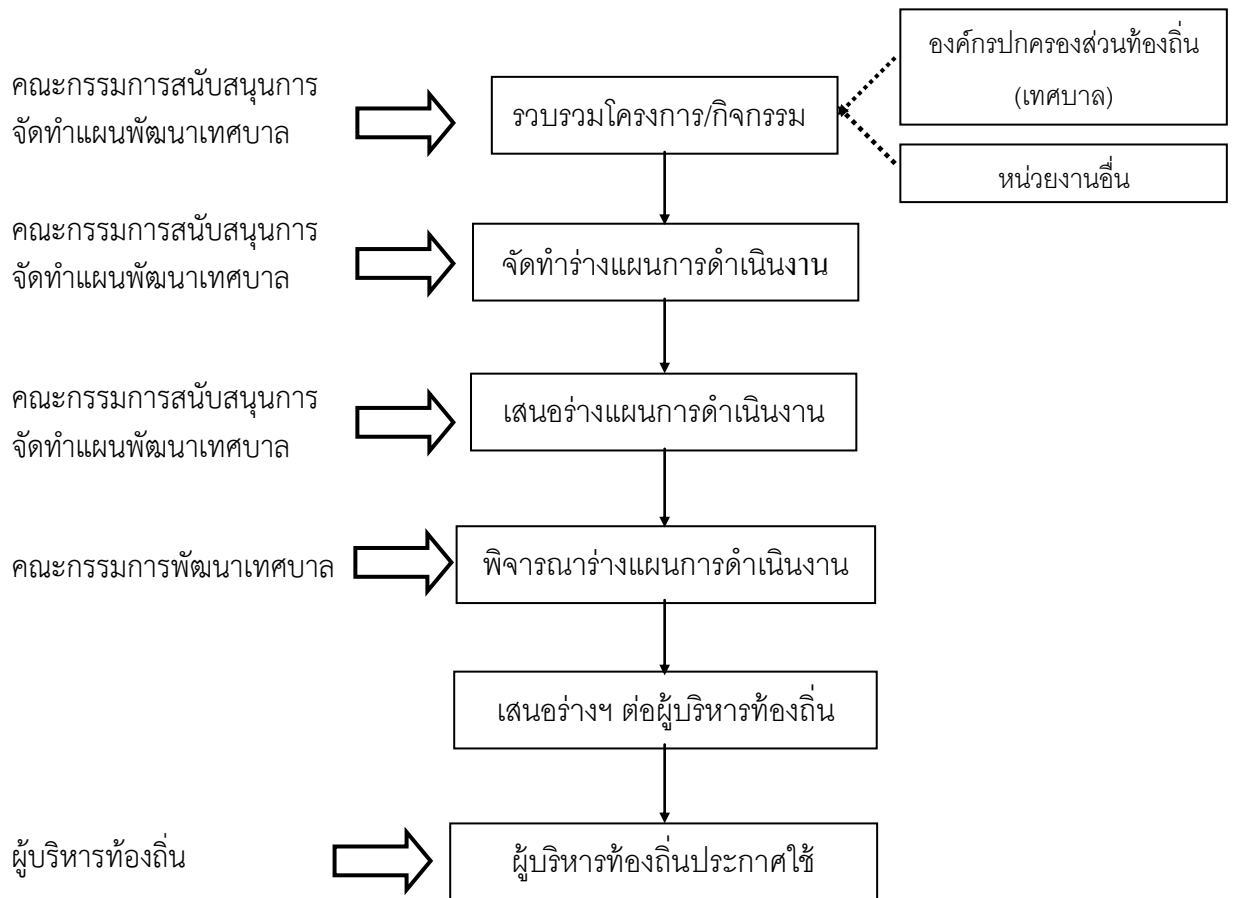 องค์กรปกครองส่วนท้องถิ่น
(เทศบาล)
คณะกรรมการสนับสนุนการ
จัดทำแผนพัฒนาเทศบาล
รวบรวมโครงการ/กิจกรรม
หน่วยงานอื่น
คณะกรรมการสนับสนุนการ
จัดทำแผนพัฒนาเทศบาล
จัดทำร่างแผนการดำเนินงาน
คณะกรรมการสนับสนุนการ
จัดทำแผนพัฒนาเทศบาล
เสนอร่างแผนการดำเนินงาน
คณะกรรมการพัฒนาเทศบาล
พิจารณาร่างแผนการดำเนินงาน
เสนอร่างฯ ต่อผู้บริหารท้องถิ่น
ผู้บริหารท้องถิ่น
ผู้บริหารท้องถิ่นประกาศใช้